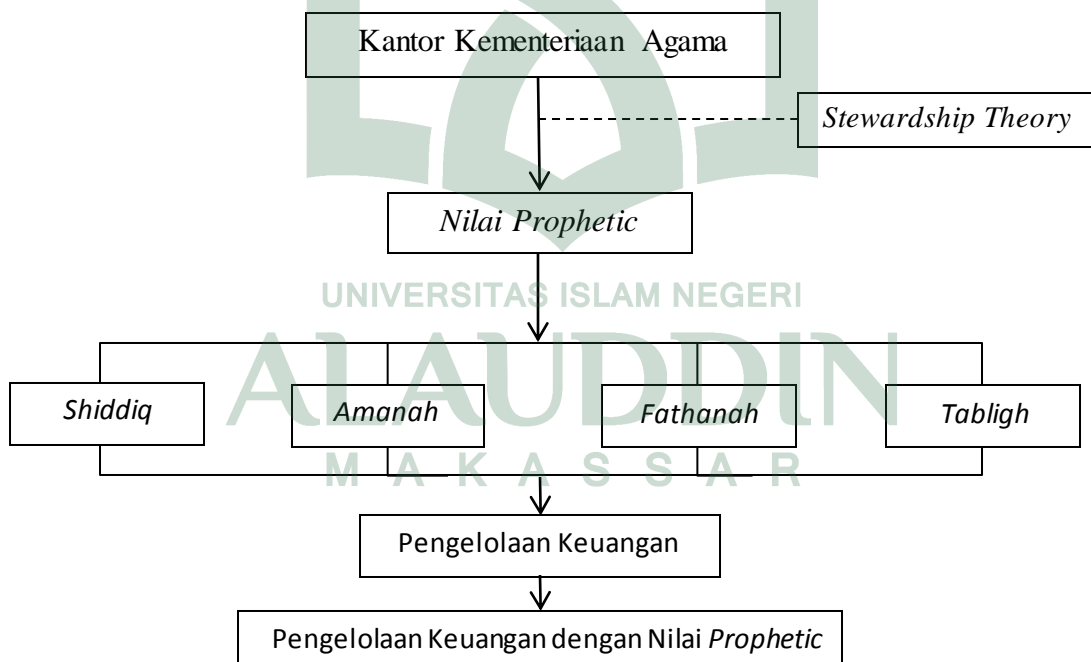 Kantor Kementeriaan Agama
Stewardship Theory
Nilai Prophetic
UNIVERSITAS ISLAM NEGERI
ALAUDDIN
Shiddiq
Amanah
Fathanah
Tabligh
MAKASSAR
Pengelolaan Keuangan
Pengelolaan Keuangan dengan Nilai Prophetic